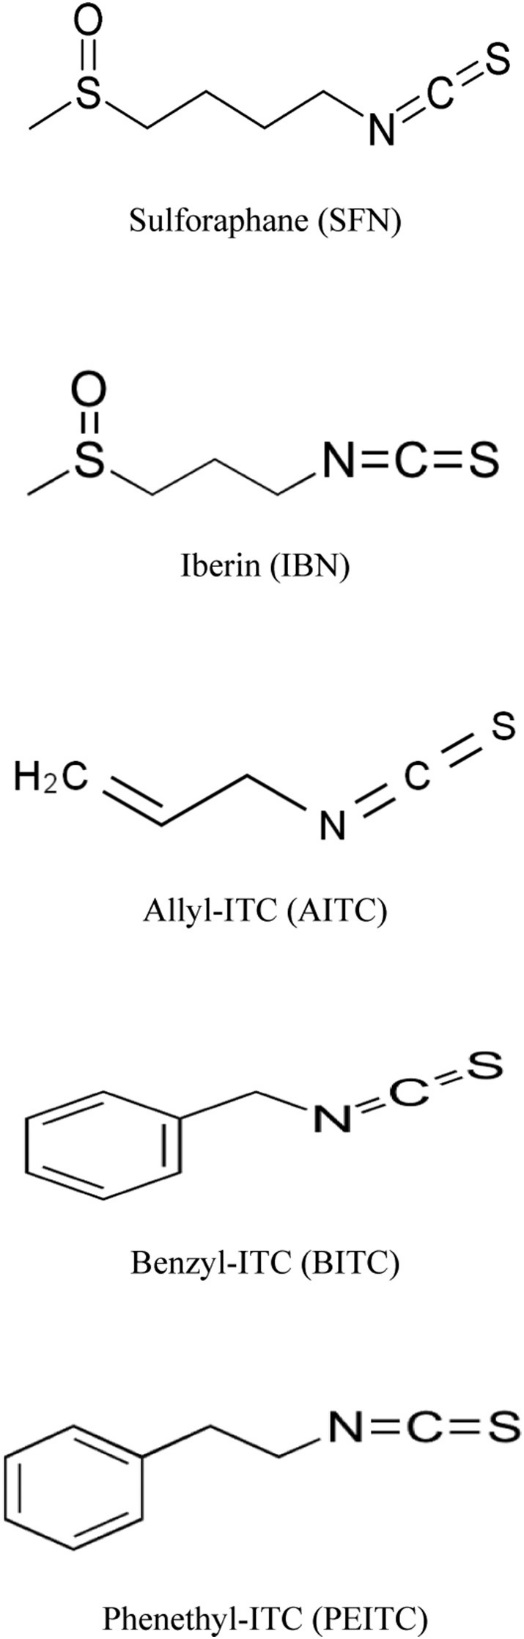 O
S
S
C
N
Sulforaphane (SFN)
O
S
N=C=S
Iberin (IBN)
S
H₂C
C
N
Allyl-ITC (AITC)
S
C
N
Benzyl-ITC (BITC)
N=C=S
Phenethyl-ITC (PEITC)